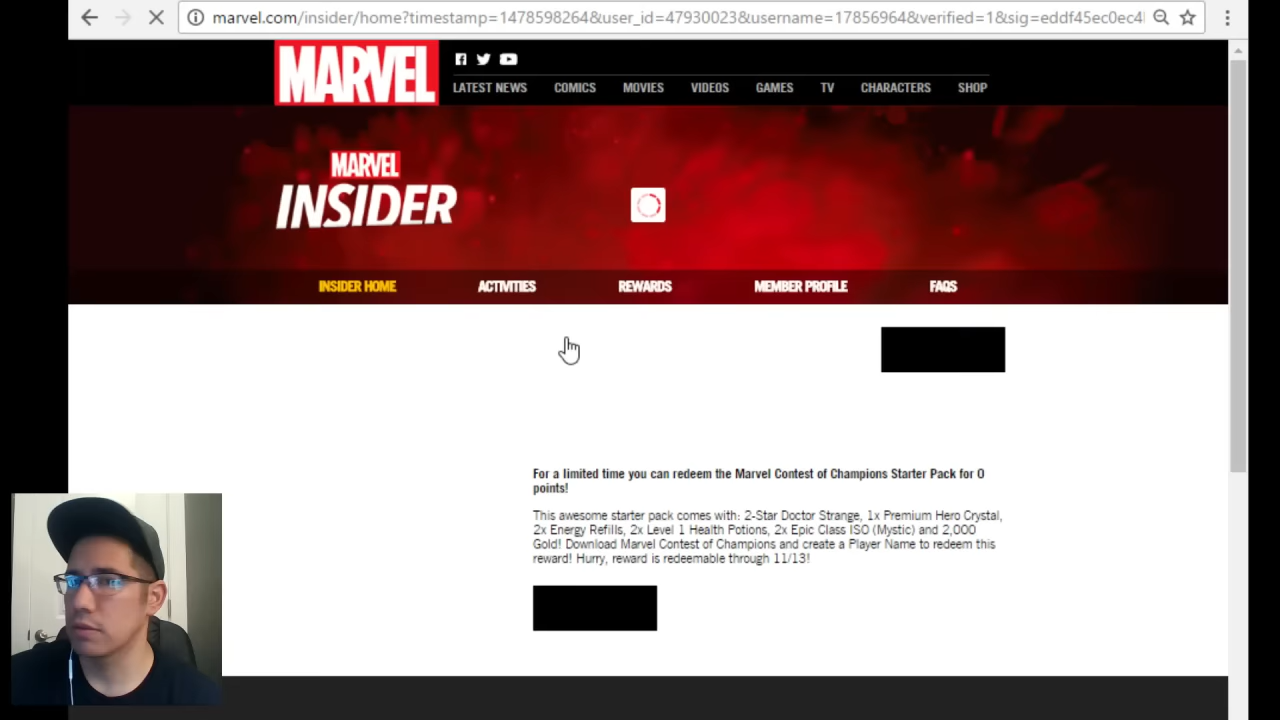 marvel.com/insider/home?timestamp=1478598264&user_id=47930023&username=17856964&verified=1&sig=eddf45ec0ec4
MARVEL
LATEST NEWS COMICS MOVIES VIDEOS GAMES TV CHARACTERS SHOP
MARVEL
INSIDER
INSIDER HOME ACTIVITIES REWARDS MEMBER PROFILE FAQS
For a limited time you can redeem the Marvel Contest of Champions Starter Pack for 0
points!
This awesome starter pack comes with: 2-Star Doctor Strange, 1x Premium Hero Crystal,
2x Energy Refills, 2x Level 1 Health Potions, 2x Epic Class ISO (Mystic) and 2,000
Gold! Download Marvel Contest of Champions and create a Player Name to redeem this
reward! Hurry, reward is redeemable through 11/13!